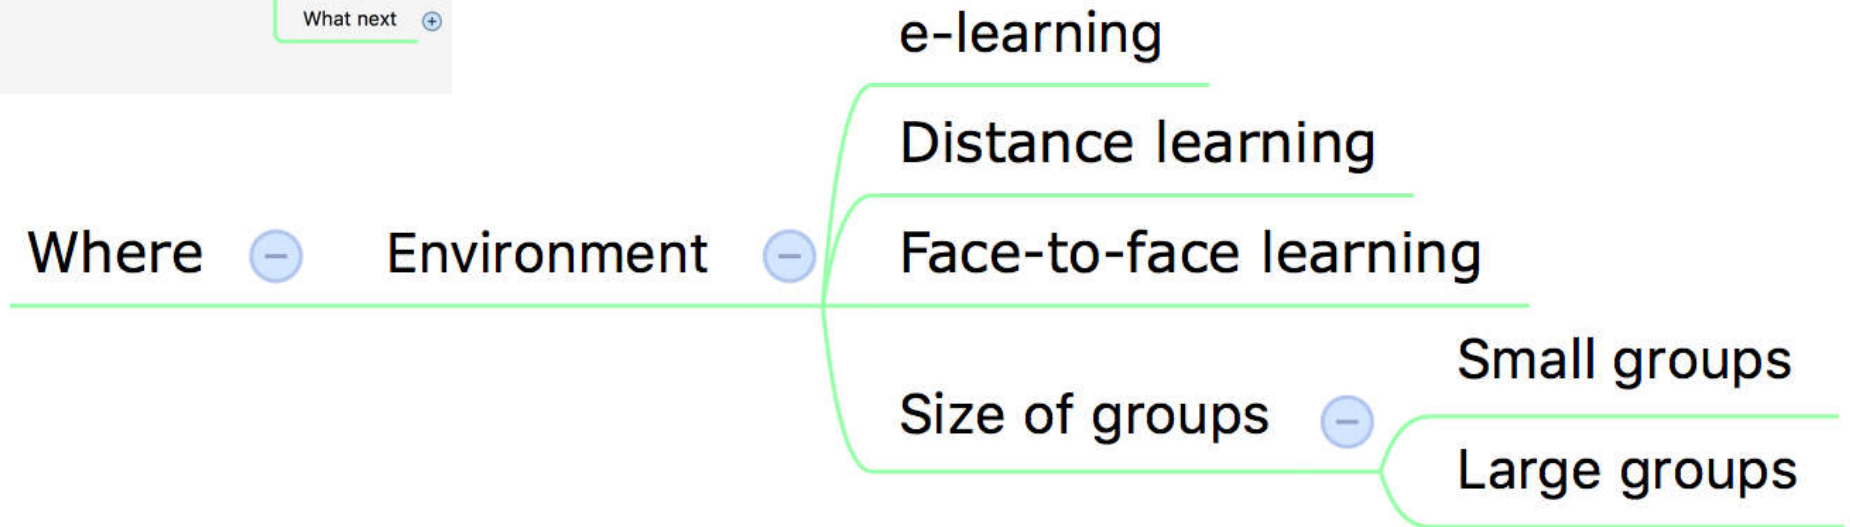 What next
e-learning
Distance learning
Where
Environment
Face-to-face learning
Small groups
Size of groups
Large groups